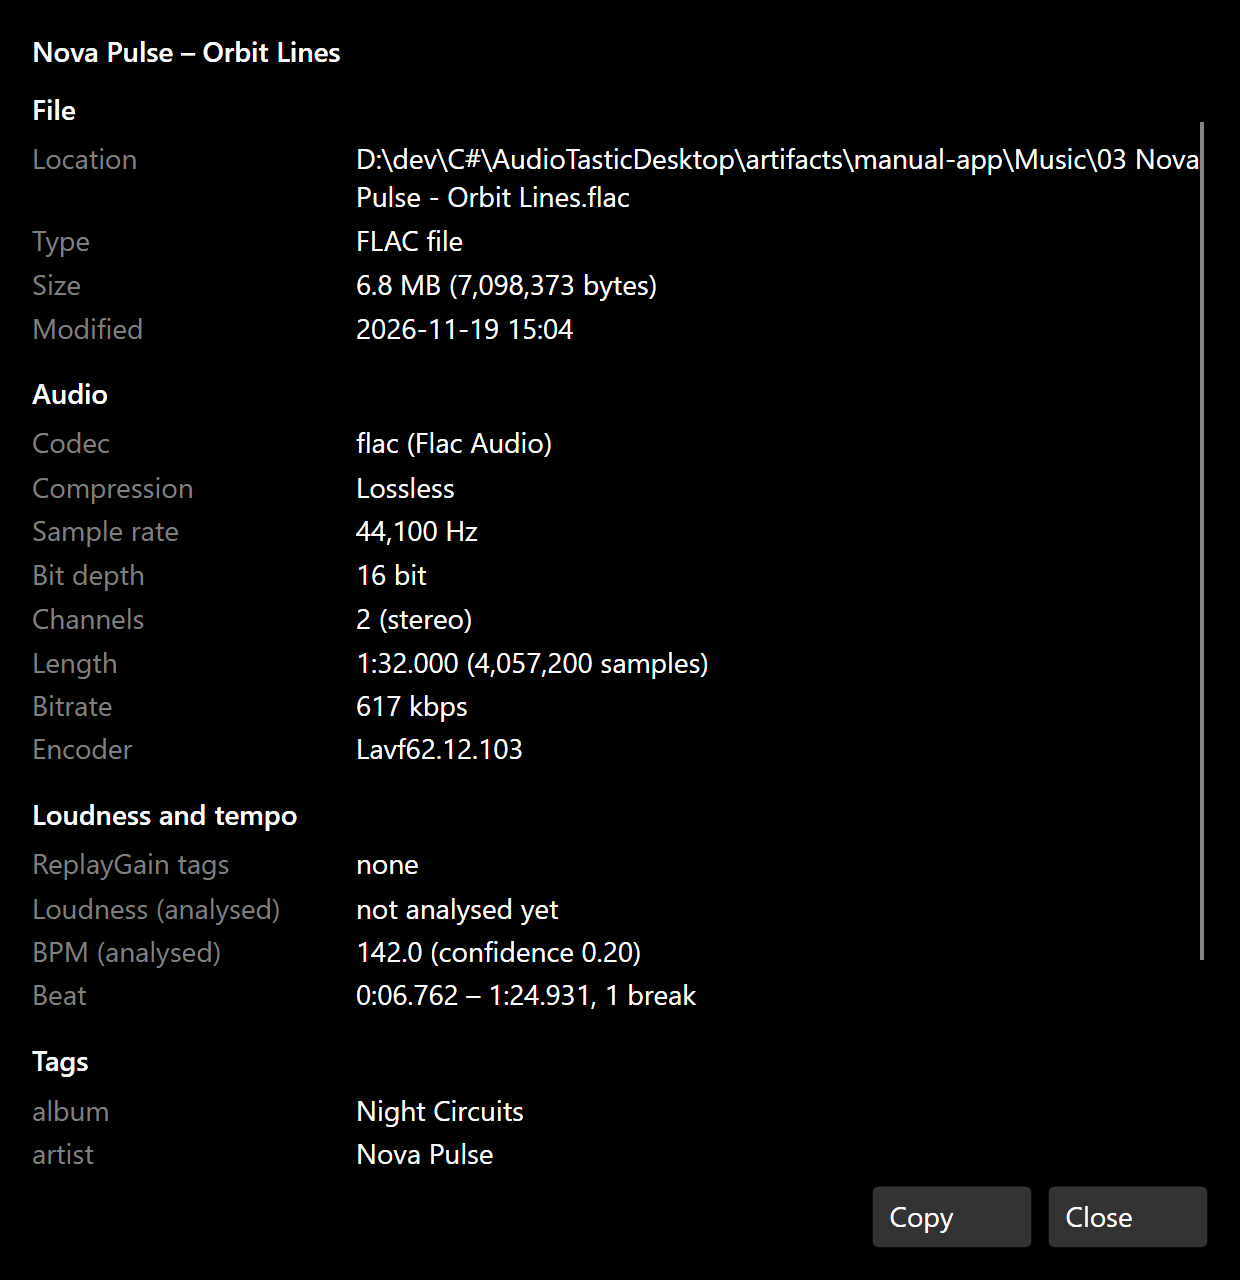 Nova Pulse – Orbit Lines
File
Location D:\dev\C#\AudioTasticDesktop\artifacts\manual-app\Music\03 Nova
Pulse - Orbit Lines.flac
Type FLAC file
Size 6.8 MB (7,098,373 bytes)
Modified 2026-11-19 15:04
Audio
Codec flac (Flac Audio)
Compression Lossless
Sample rate 44,100 Hz
Bit depth 16 bit
Channels 2 (stereo)
Length 1:32.000 (4,057,200 samples)
Bitrate 617 kbps
Encoder Lavf62.12.103
Loudness and tempo
ReplayGain tags none
Loudness (analysed) not analysed yet
BPM (analysed) 142.0 (confidence 0.20)
Beat 0:06.762 – 1:24.931, 1 break
Tags
album Night Circuits
artist Nova Pulse
Copy Close